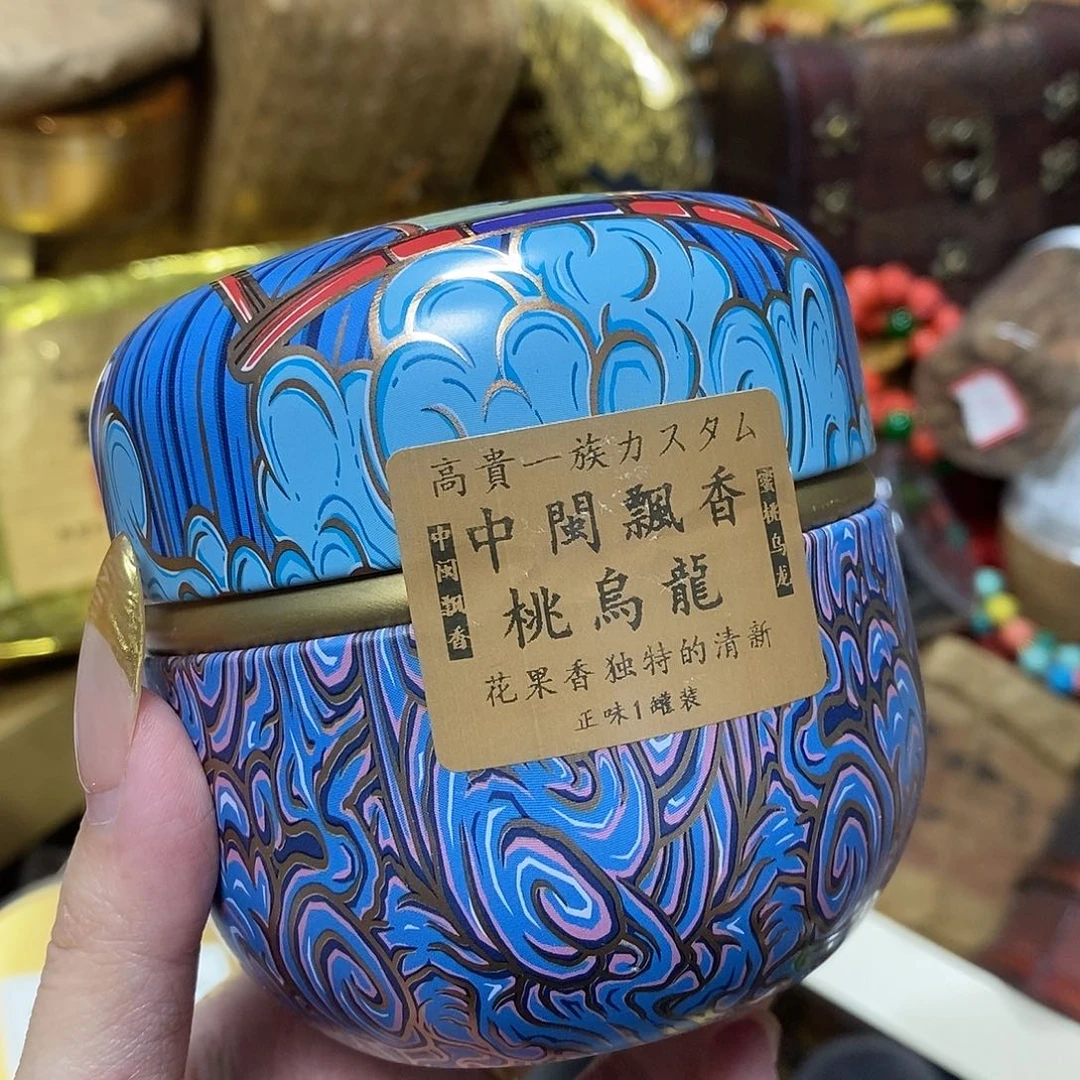 高貴一族カスタム
中閩飄香
桃烏龍
花果香独特的清新
正味1罐装
中閩飄香
蜜桃乌龙